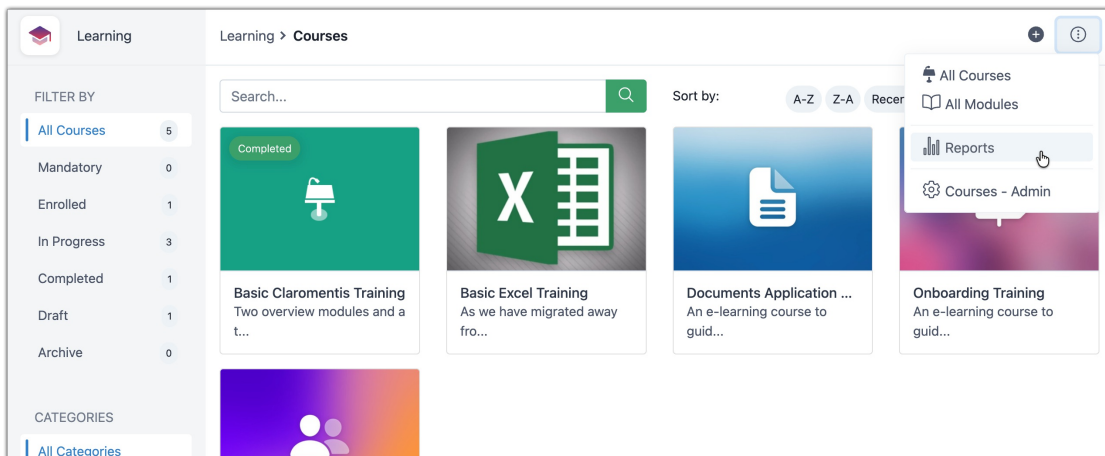 Learning
Learning > Courses
FILTER BY
All Courses 5
Mandatory 0
Enrolled 1
In Progress 3
Completed 1
Draft 1
Archive 0
CATEGORIES
All Categories
Search...
Sort by:
A-Z Z-A Recen
All Courses
All Modules
Reports
Courses - Admin
Completed
Basic Claromentis Training
Two overview modules and a
t...
X
Basic Excel Training
As we have migrated away
fro...
Documents Application ...
An e-learning course to
guid...
Onboarding Training
An e-learning course to
guid...